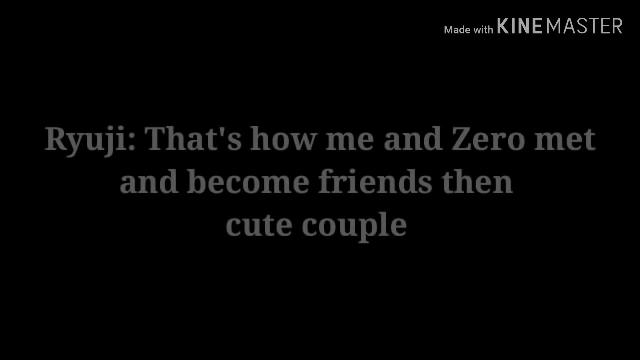 Made with KINEMASTER
Ryuji: That's how me and Zero met
and become friends then
cute couple